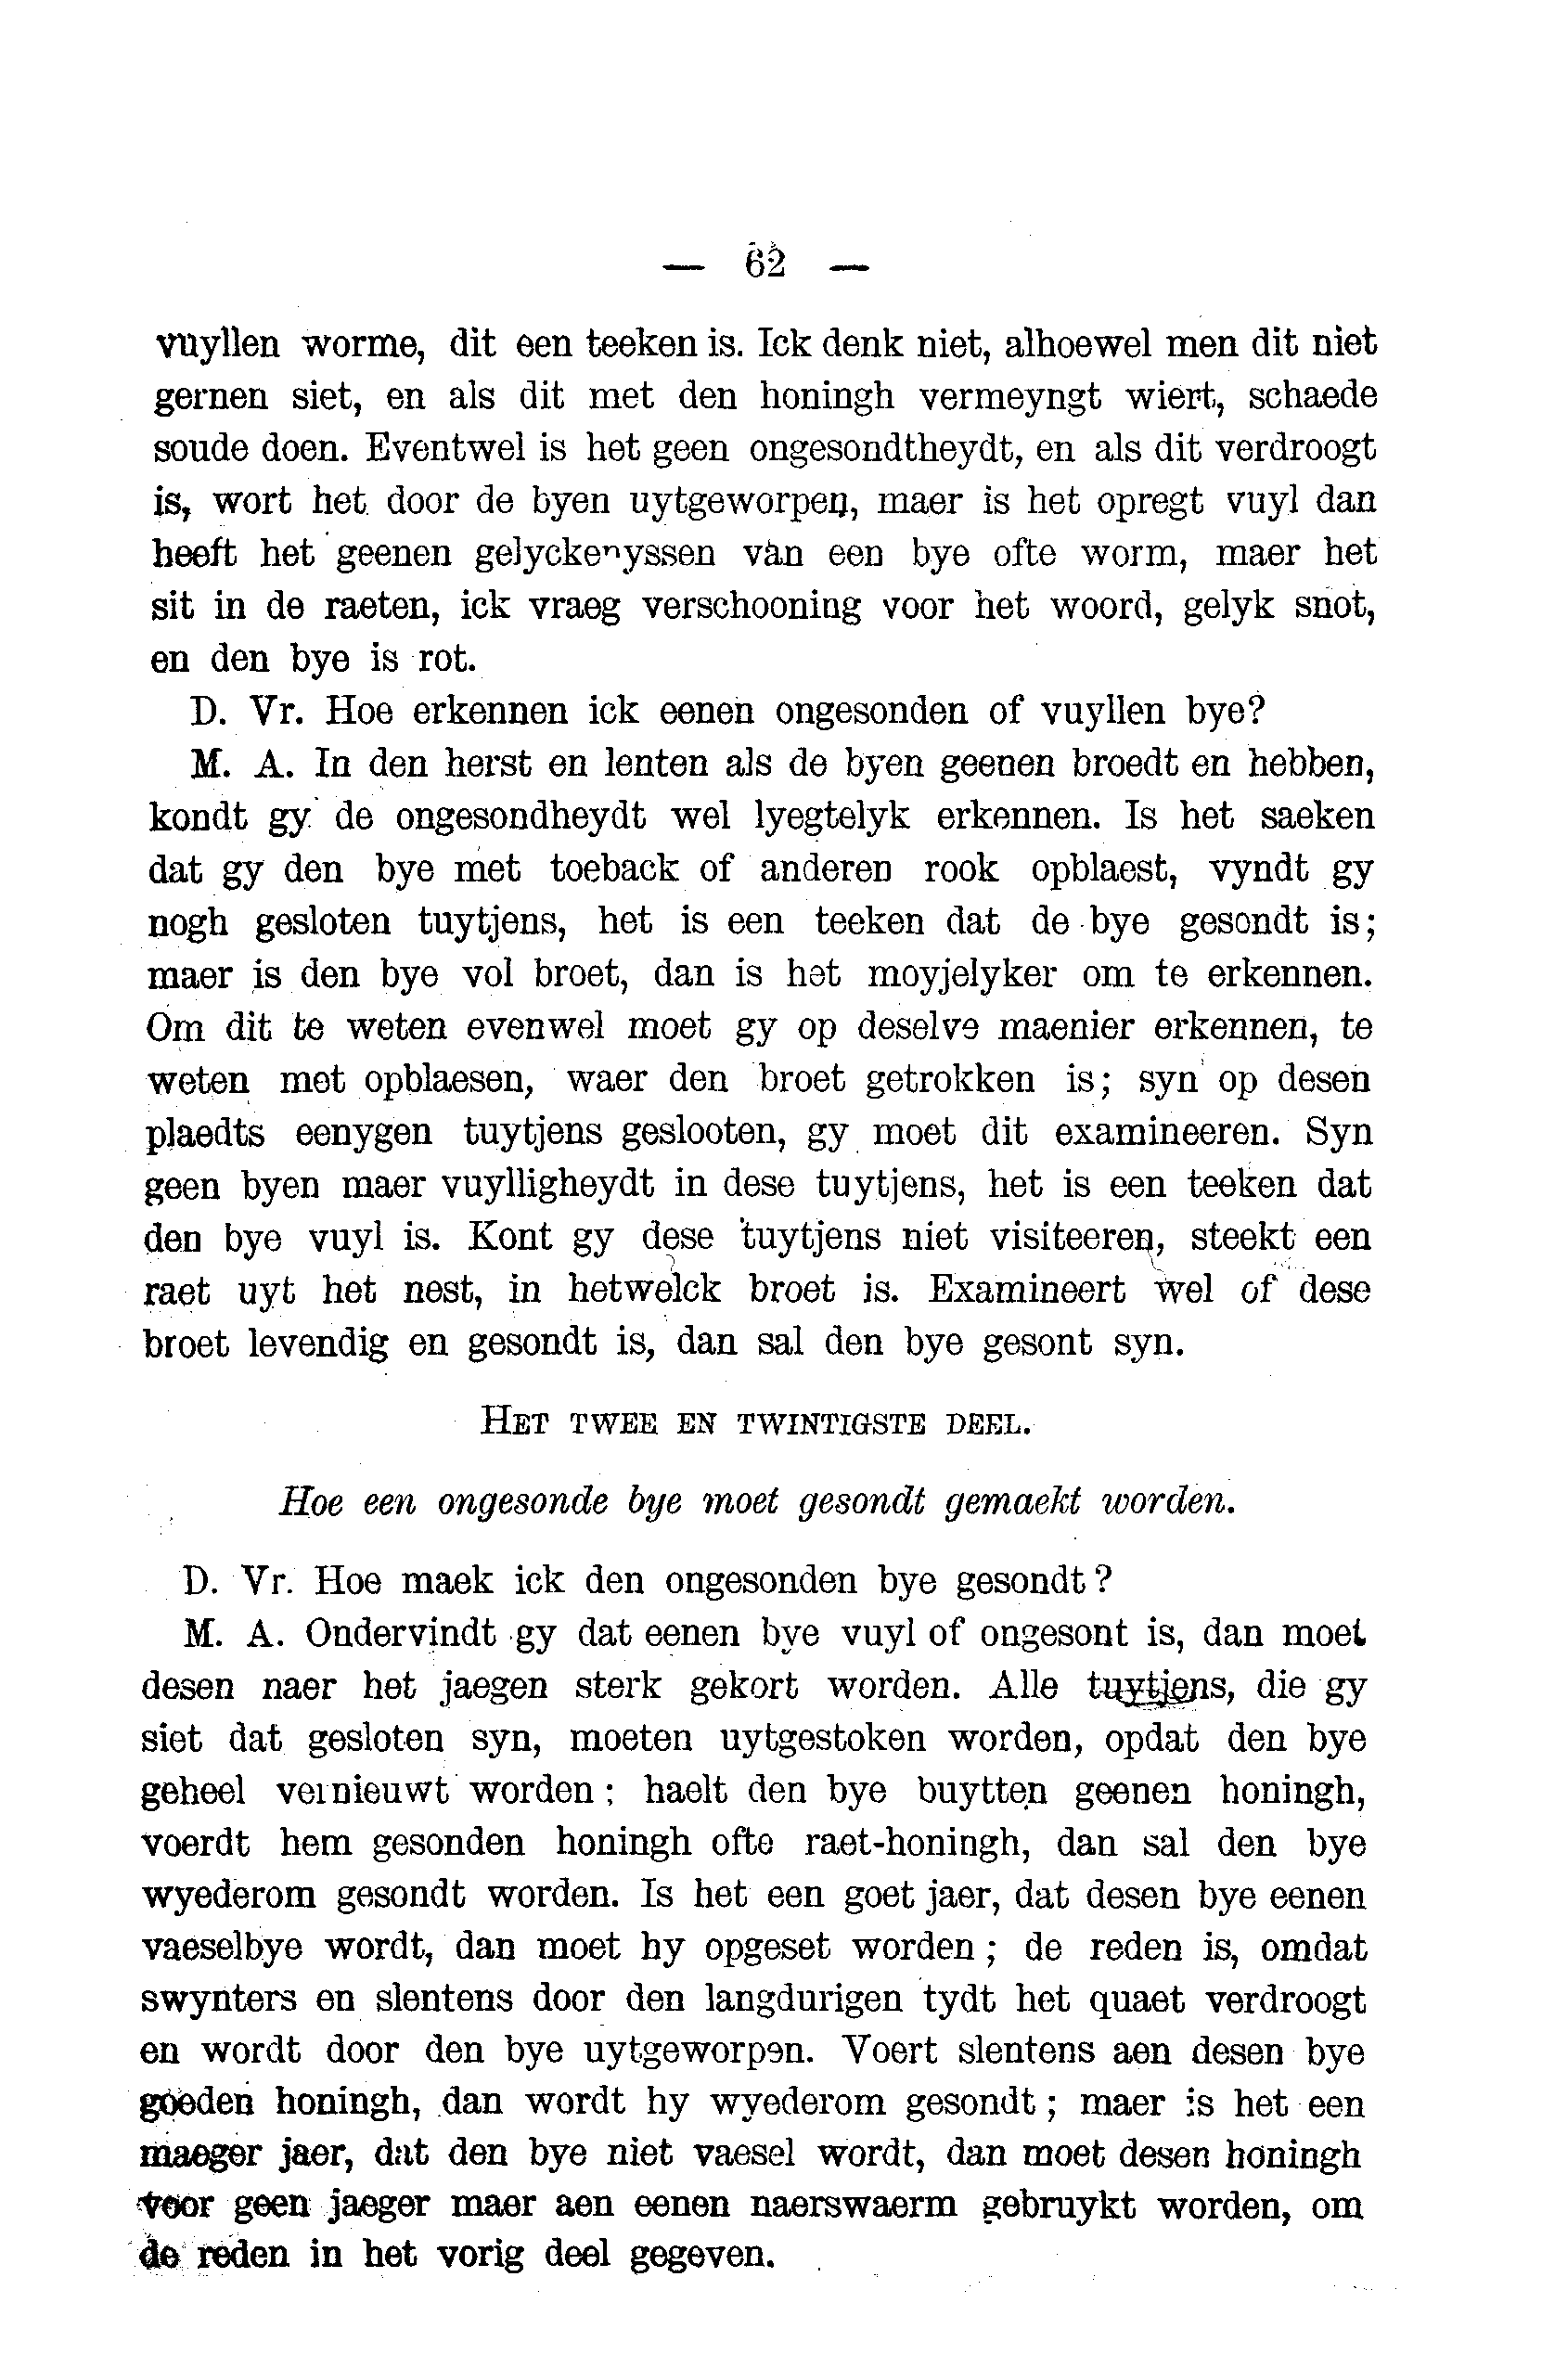 — 62 —
vuyllen worme, dit een teeken is. Ick denk niet, alhoewel men dit niet
gernen siet, en als dit met den honingh vermeyngt wiert, schaede
soude doen. Eventwel is het geen ongesondtheydt, en als dit verdroogt
is, wort het door de byen uytgeworpen, maer is het opregt vuyl dan
heeft het geenen gelyckenyssen van een bye ofte worm, maer het
sit in de raeten, ick vraeg verschooning voor het woord, gelyk snot,
en den bye is rot.
D. Vr. Hoe erkennen ick eenen ongesonden of vuyllen bye?
M. A. In den herst en lenten als de byen geenen broedt en hebben,
kondt gy de ongesondheydt wel lyegtelyk erkennen. Is het saeken
dat gy den bye met toeback of anderen rook opblaest, vyndt gy
nogh gesloten tuytjens, het is een teeken dat de bye gesondt is;
maer is den bye vol broet, dan is het moyjelyker om te erkennen.
Om dit te weten evenwel moet gy op deselve maenier erkennen, te
weten met opblaesen, waer den broet getrokken is; syn op desen
plaedts eenygen tuytjens geslooten, gy moet dit examineeren. Syn
geen byen maer vuylligheydt in dese tuytjens, het is een teeken dat
den bye vuyl is. Kont gy dese tuytjens niet visiteeren, steekt een
raet uyt het nest, in hetwelck broet is. Examineert wel of dese
broet levendig en gesondt is, dan sal den bye gesont syn.
HET TWEE EN TWINTIGSTE DEEL.
Hoe een ongesonde bye moet gesondt gemaekt worden.
D. Vr. Hoe maek ick den ongesonden bye gesondt?
M. A. Ondervindt gy dat eenen bye vuyl of ongesont is, dan moet
desen naer het jaegen sterk gekort worden. Alle tuytjens, die gy
siet dat gesloten syn, moeten uytgestoken worden, opdat den bye
geheel vernieuwt worden; haelt den bye buytten geenen honingh,
voerdt hem gesonden honingh ofte raet-honingh, dan sal den bye
wyederom gesondt worden. Is het een goet jaer, dat desen bye eenen
vaeselbye wordt, dan moet hy opgeset worden; de reden is, omdat
swynters en slentens door den langdurigen tydt het quaet verdroogt
en wordt door den bye uytgeworpen. Voert slentens aen desen bye
goeden honingh, dan wordt hy wyederom gesondt; maer is het een
maeger jaer, dat den bye niet vaesel wordt, dan moet desen honingh
voor geen jaeger maer aen eenen naerswaerm gebruykt worden, om
de reden in het vorig deel gegeven.